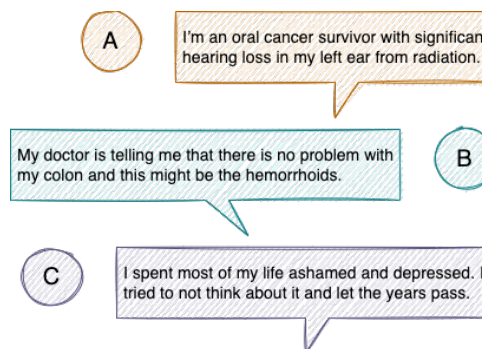 A
I'm an oral cancer survivor with significan
hearing loss in my left ear from radiation.
My doctor is telling me that there is no problem with
my colon and this might be the hemorrhoids.
B
C
I spent most of my life ashamed and depressed. I
tried to not think about it and let the years pass.